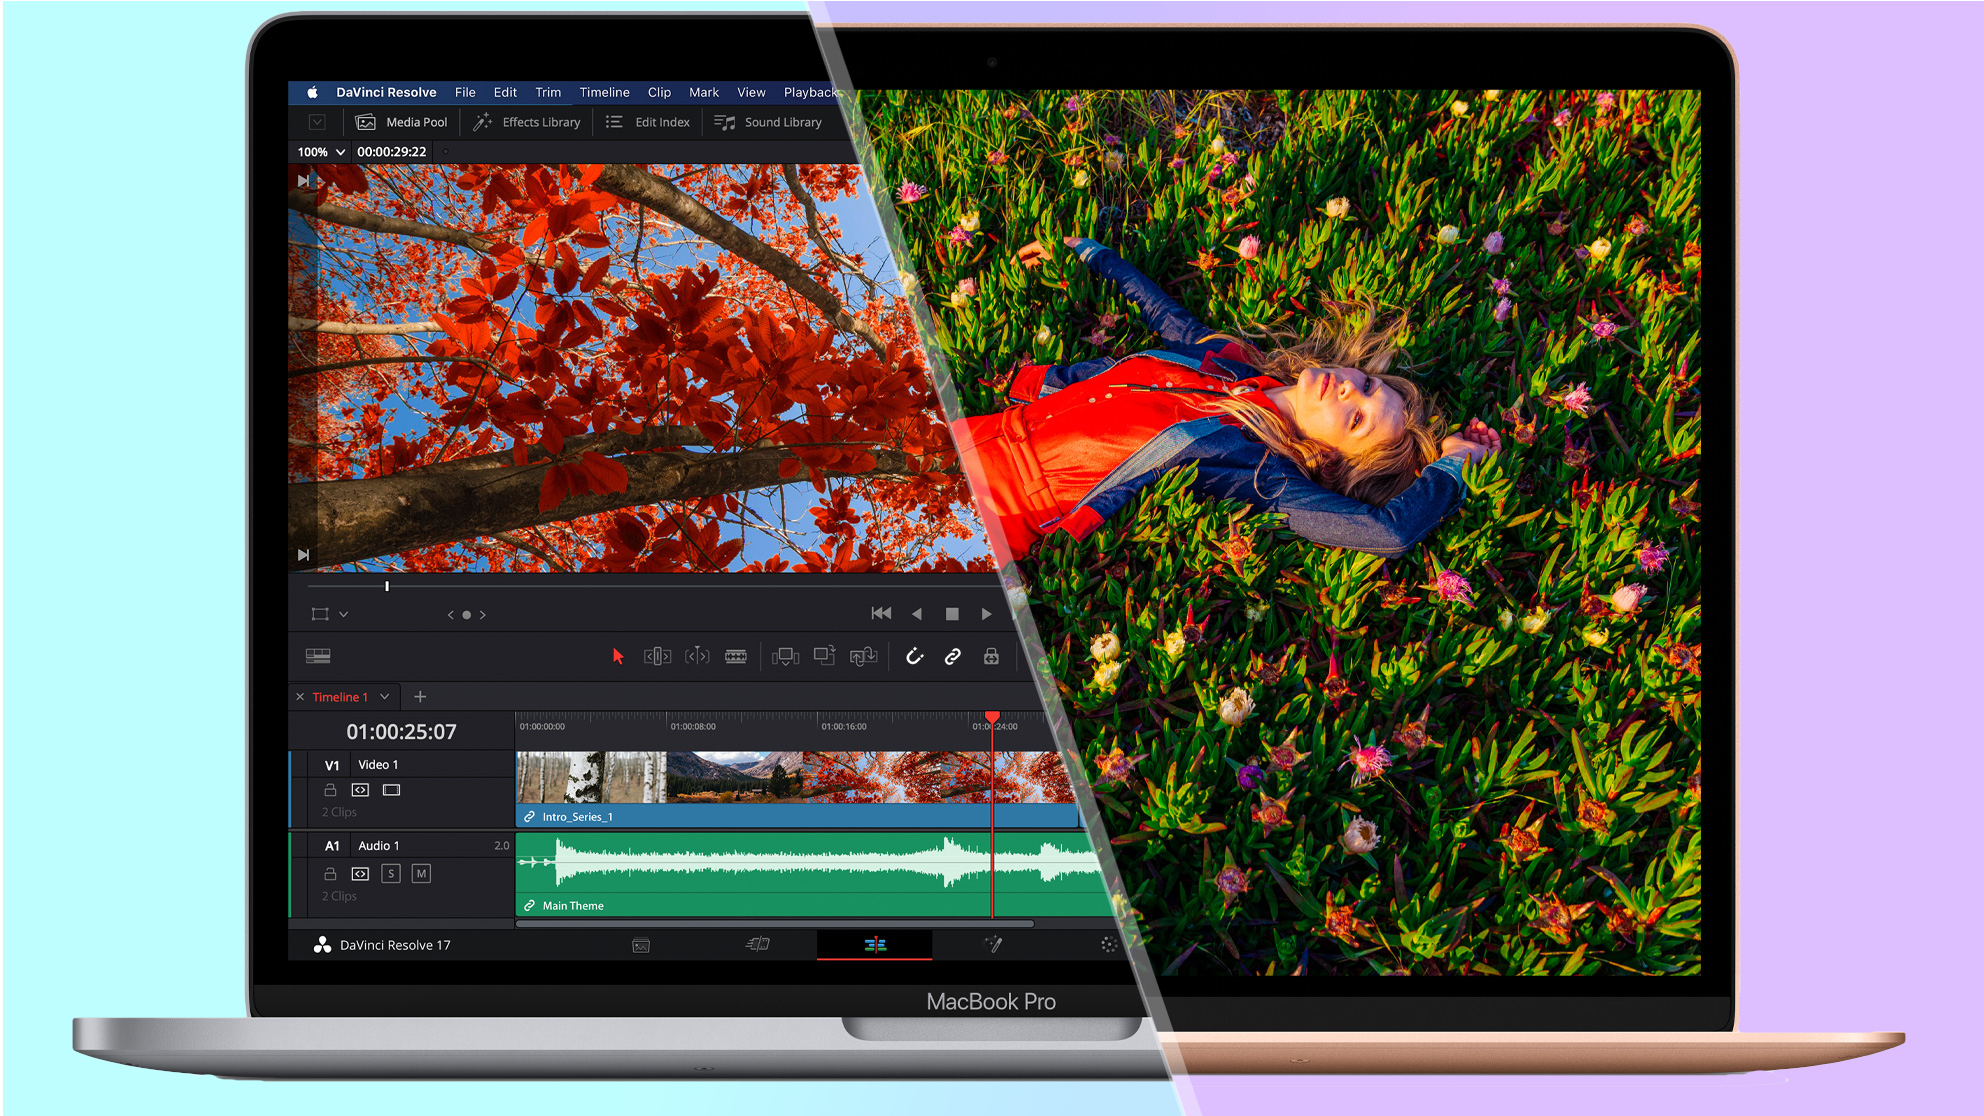 DaVinci Resolve File Edit Trim Timeline Clip Mark View Playback
Media Pool Effects Library Edit Index Sound Library
100% 00:00:29:22
Timeline 1
01:00:25:07
01:00:00:00 01:00:08:00 01:00:16:00 01:00:24:00
V1 Video 1
2 Clips
Intro_Series_1
A1 Audio 1 2.0
S M
2 Clips
Main Theme
DaVinci Resolve 17
MacBook Pro